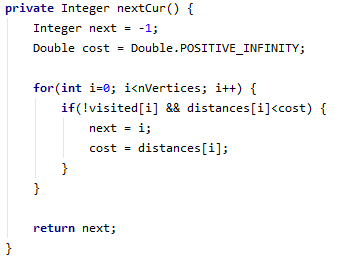 private Integer nextCur() {
    Integer next = -1;
    Double cost = Double.POSITIVE_INFINITY;

    for(int i=0; i<nVertices; i++) {
        if(!visited[i] && distances[i]<cost) {
            next = i;
            cost = distances[i];
        }
    }

    return next;
}